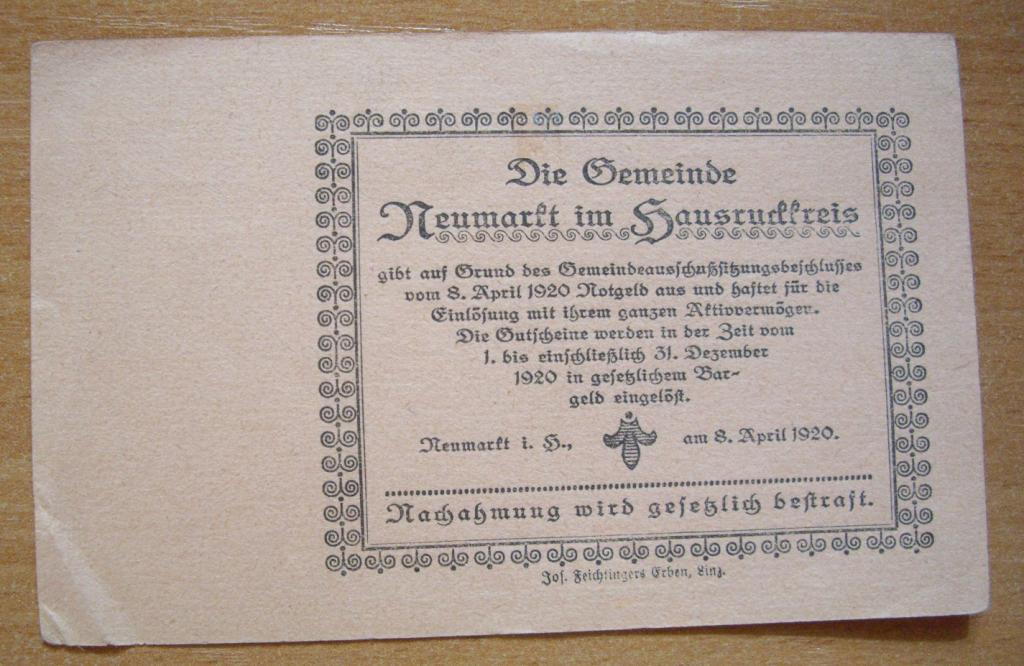 Die Gemeinde
Neumarkt im Hausruckkreis
gibt auf Grund des Gemeindeausschußsitzungsbeschlusses
vom 8. April 1920 Notgeld aus und haftet für die
Einlösung mit ihrem ganzen Aktivvermögen.
Die Gutscheine werden in der Zeit vom
1. bis einschließlich 31. Dezember
1920 in gesetzlichem Bar-
geld eingelöst.
Neumarkt i. H., am 8. April 1920.
Nachahmung wird gesetzlich bestraft.
Jos. Feichtingers Erben, Linz.